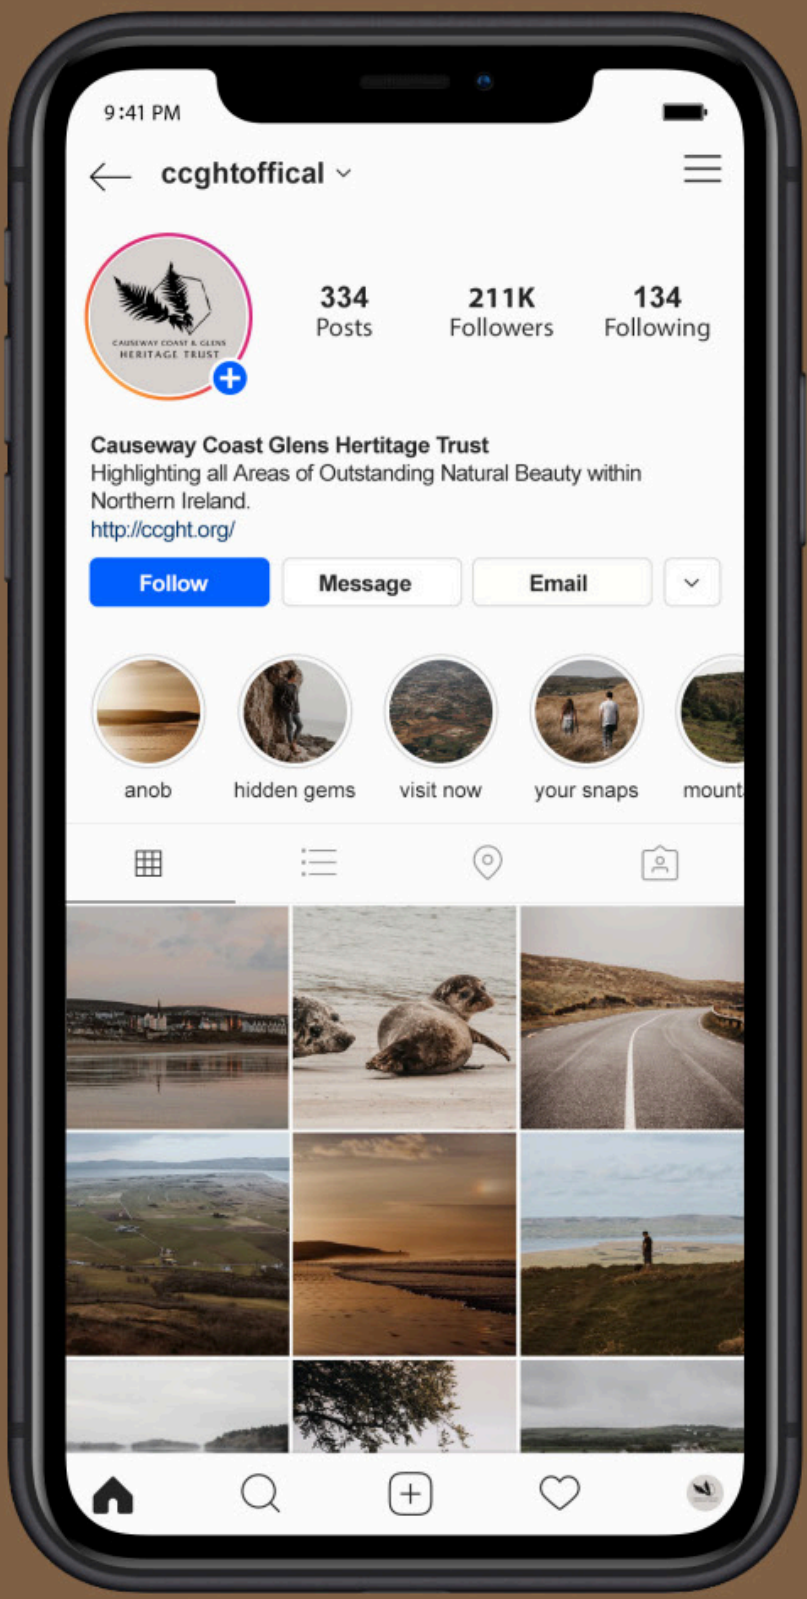 9:41 PM
ccghtoffical
CAUSEWAY COAST & GLENS
HERITAGE TRUST
334
Posts
211K
Followers
134
Following
Causeway Coast Glens Hertitage Trust
Highlighting all Areas of Outstanding Natural Beauty within
Northern Ireland.
http://ccght.org/
Follow
Message
Email
anob
hidden gems
visit now
your snaps
mount